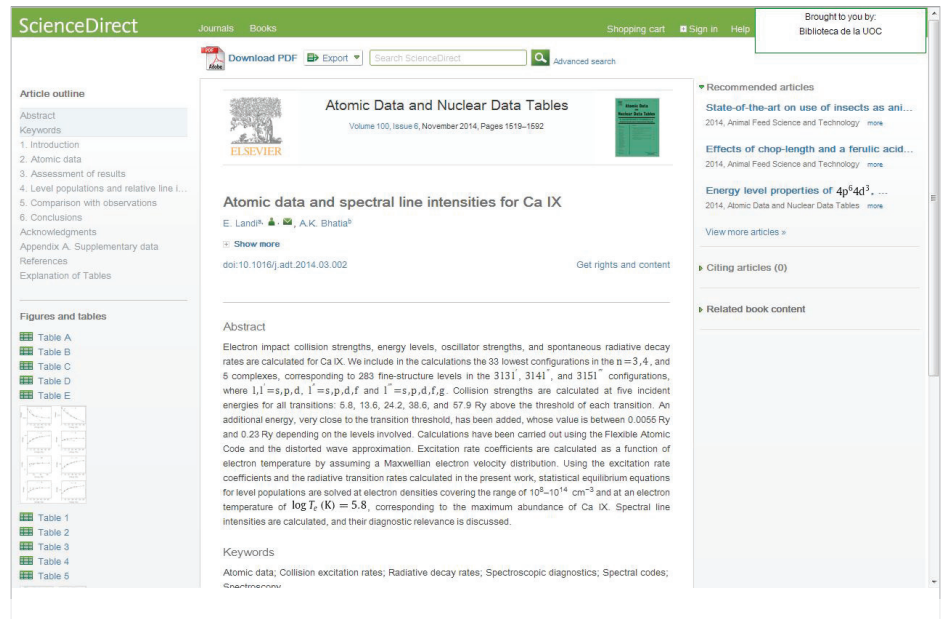 ScienceDirect
Journals Books
Shopping cart Sign in Help
Brought to you by:
Biblioteca de la UOC
PDF
Adobe
Download PDF Export
Search ScienceDirect
Advanced search
Article outline
Abstract
Keywords
1. Introduction
2. Atomic data
3. Assessment of results
4. Level populations and relative line i...
5. Comparison with observations
6. Conclusions
Acknowledgments
Appendix A. Supplementary data
References
Explanation of Tables
Figures and tables
Table A
Table B
Table C
Table D
Table E
Table 1
Table 2
Table 3
Table 4
Table 5
ELSEVIER
Atomic Data and Nuclear Data Tables
Volume 100, Issue 6, November 2014, Pages 1519–1592
Atomic Data and
Nuclear Data Tables
Atomic data and spectral line intensities for Ca IX
E. Landiᵃ, , A.K. Bhatiaᵇ
Show more
doi:10.1016/j.adt.2014.03.002
Get rights and content
Abstract
Electron impact collision strengths, energy levels, oscillator strengths, and spontaneous radiative decay
rates are calculated for Ca IX. We include in the calculations the 33 lowest configurations in the n=3,4, and
5 complexes, corresponding to 283 fine-structure levels in the 3l3l′, 3l4l″, and 3l5l‴ configurations,
where l,l′=s,p,d, l″=s,p,d,f and l‴=s,p,d,f,g. Collision strengths are calculated at five incident
energies for all transitions: 5.8, 13.6, 24.2, 38.6, and 57.9 Ry above the threshold of each transition. An
additional energy, very close to the transition threshold, has been added, whose value is between 0.0055 Ry
and 0.23 Ry depending on the levels involved. Calculations have been carried out using the Flexible Atomic
Code and the distorted wave approximation. Excitation rate coefficients are calculated as a function of
electron temperature by assuming a Maxwellian electron velocity distribution. Using the excitation rate
coefficients and the radiative transition rates calculated in the present work, statistical equilibrium equations
for level populations are solved at electron densities covering the range of 10⁸–10¹⁴ cm⁻³ and at an electron
temperature of log Tₑ (K) = 5.8, corresponding to the maximum abundance of Ca IX. Spectral line
intensities are calculated, and their diagnostic relevance is discussed.
Keywords
Atomic data; Collision excitation rates; Radiative decay rates; Spectroscopic diagnostics; Spectral codes;
Spectroscopy
Recommended articles
State-of-the-art on use of insects as ani...
2014, Animal Feed Science and Technology more
Effects of chop-length and a ferulic acid...
2014, Animal Feed Science and Technology more
Energy level properties of 4p⁶4d³, ...
2014, Atomic Data and Nuclear Data Tables more
View more articles »
Citing articles (0)
Related book content